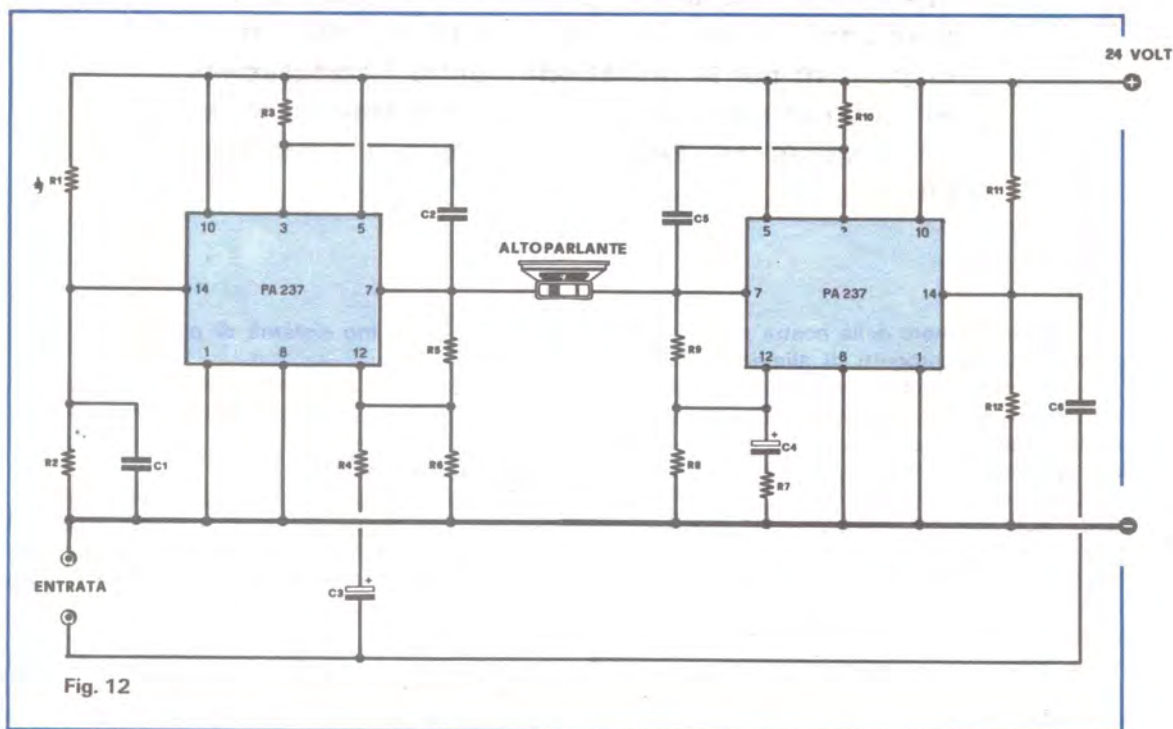 24 VOLT
+
R3
R10
R1
R11
C2
C5
10 3 5
5 10
ALTOPARLANTE
14 PA 237 7
7 PA 237 14
1 8 12
12 8 1
R5
R9
R2
C1
R4
R6
R8
C4
+
R7
R12
C6
ENTRATA
C3
+
Fig. 12